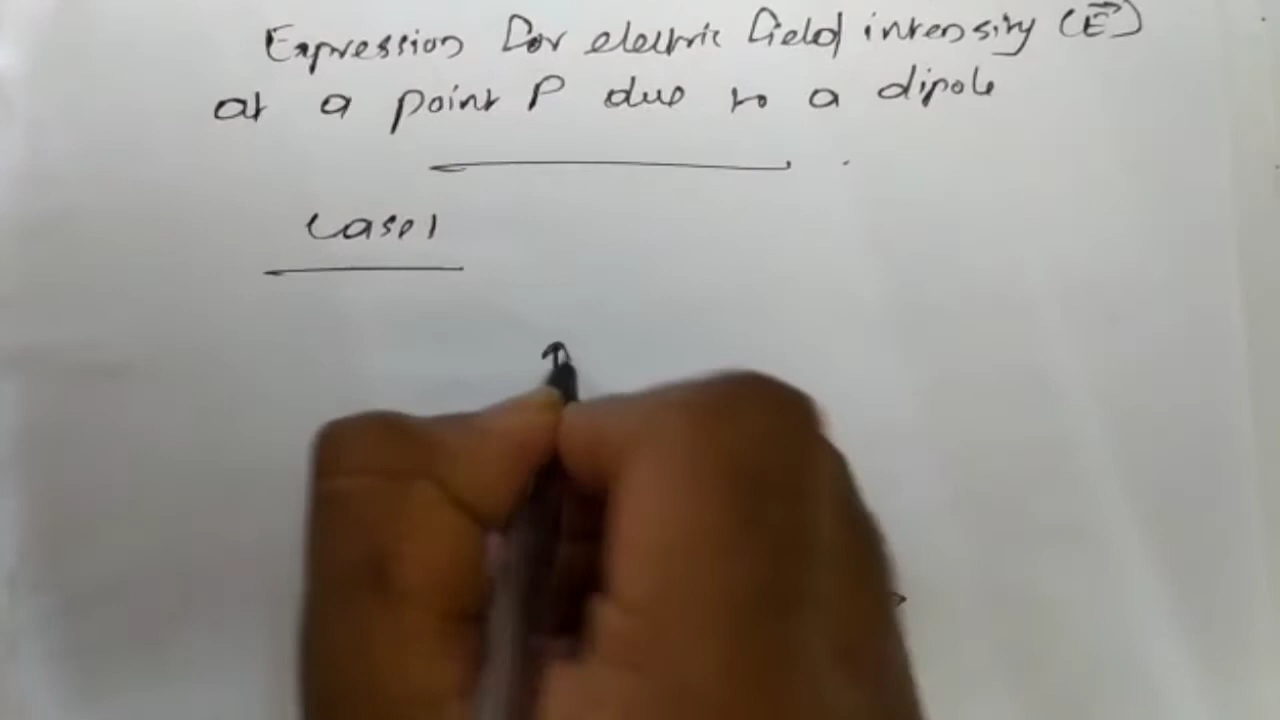 Expression for electric field intensity (E⃗)
at a point P due to a dipole
Case 1